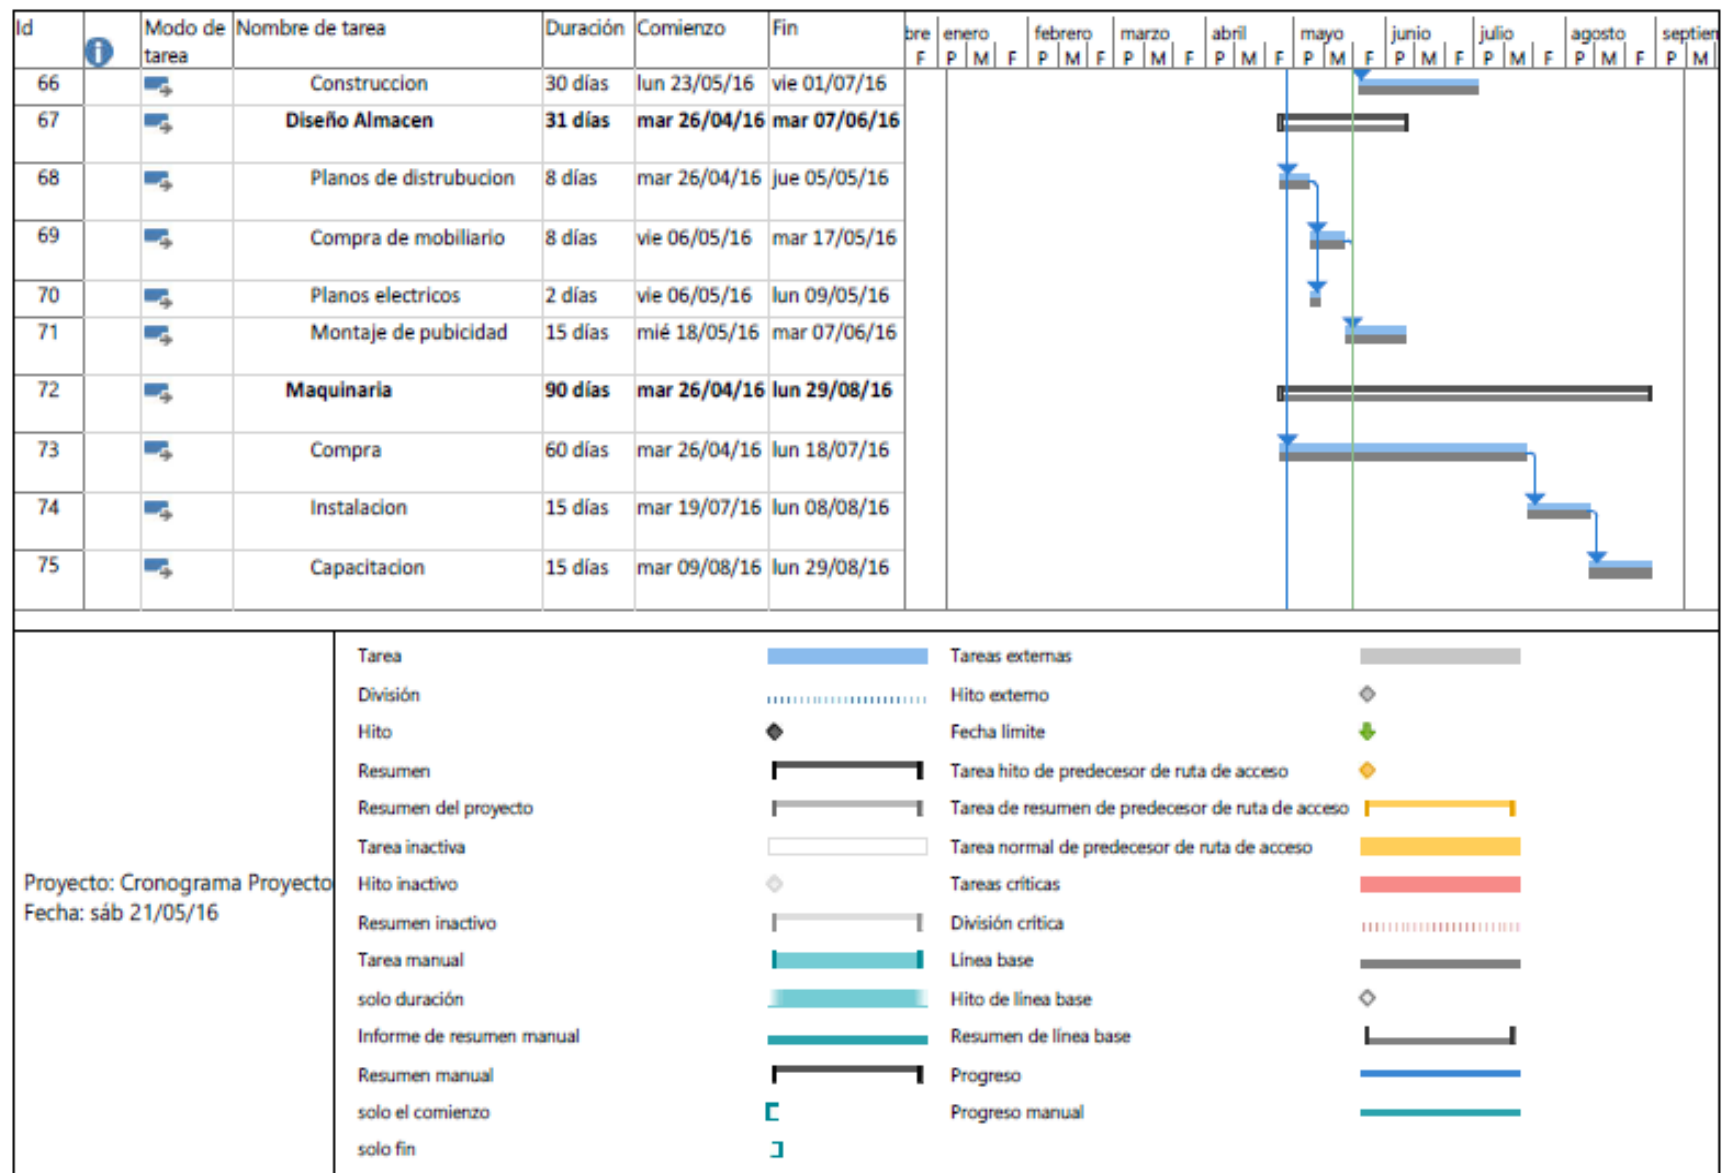 Id Modo de tarea Nombre de tarea Duración Comienzo Fin
bre enero febrero marzo abril mayo junio julio agosto septien
F P M F P M F P M F P M F P M F P M F P M F P M F P M
66 Construccion 30 días lun 23/05/16 vie 01/07/16
67 Diseño Almacen 31 días mar 26/04/16 mar 07/06/16
68 Planos de distrubucion 8 días mar 26/04/16 jue 05/05/16
69 Compra de mobiliario 8 días vie 06/05/16 mar 17/05/16
70 Planos electricos 2 días vie 06/05/16 lun 09/05/16
71 Montaje de pubicidad 15 días mié 18/05/16 mar 07/06/16
72 Maquinaria 90 días mar 26/04/16 lun 29/08/16
73 Compra 60 días mar 26/04/16 lun 18/07/16
74 Instalacion 15 días mar 19/07/16 lun 08/08/16
75 Capacitacion 15 días mar 09/08/16 lun 29/08/16
Proyecto: Cronograma Proyecto
Fecha: sáb 21/05/16
Tarea
División
Hito
Resumen
Resumen del proyecto
Tarea inactiva
Hito inactivo
Resumen inactivo
Tarea manual
solo duración
Informe de resumen manual
Resumen manual
solo el comienzo
solo fin
Tareas externas
Hito externo
Fecha límite
Tarea hito de predecesor de ruta de acceso
Tarea de resumen de predecesor de ruta de acceso
Tarea normal de predecesor de ruta de acceso
Tareas críticas
División crítica
Línea base
Hito de línea base
Resumen de línea base
Progreso
Progreso manual